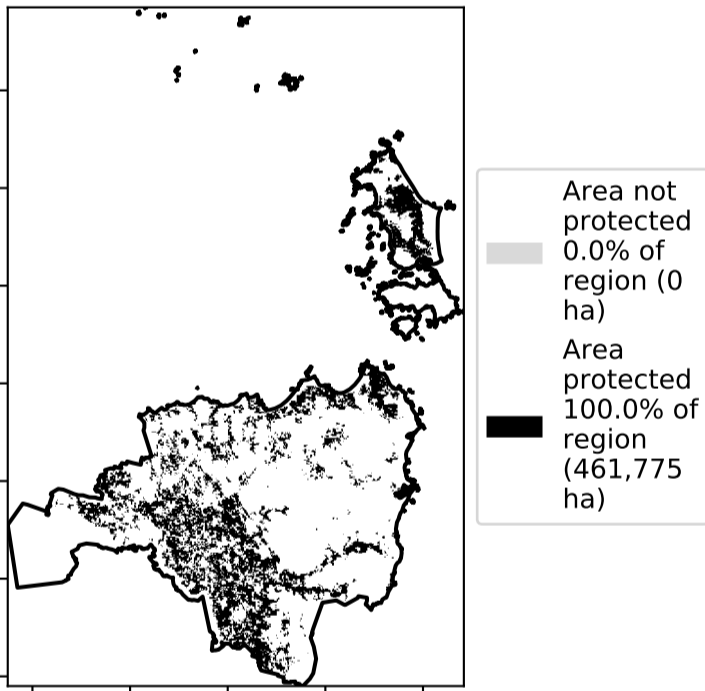 Area not
protected
0.0% of
region (0
ha)
Area
protected
100.0% of
region
(461,775
ha)